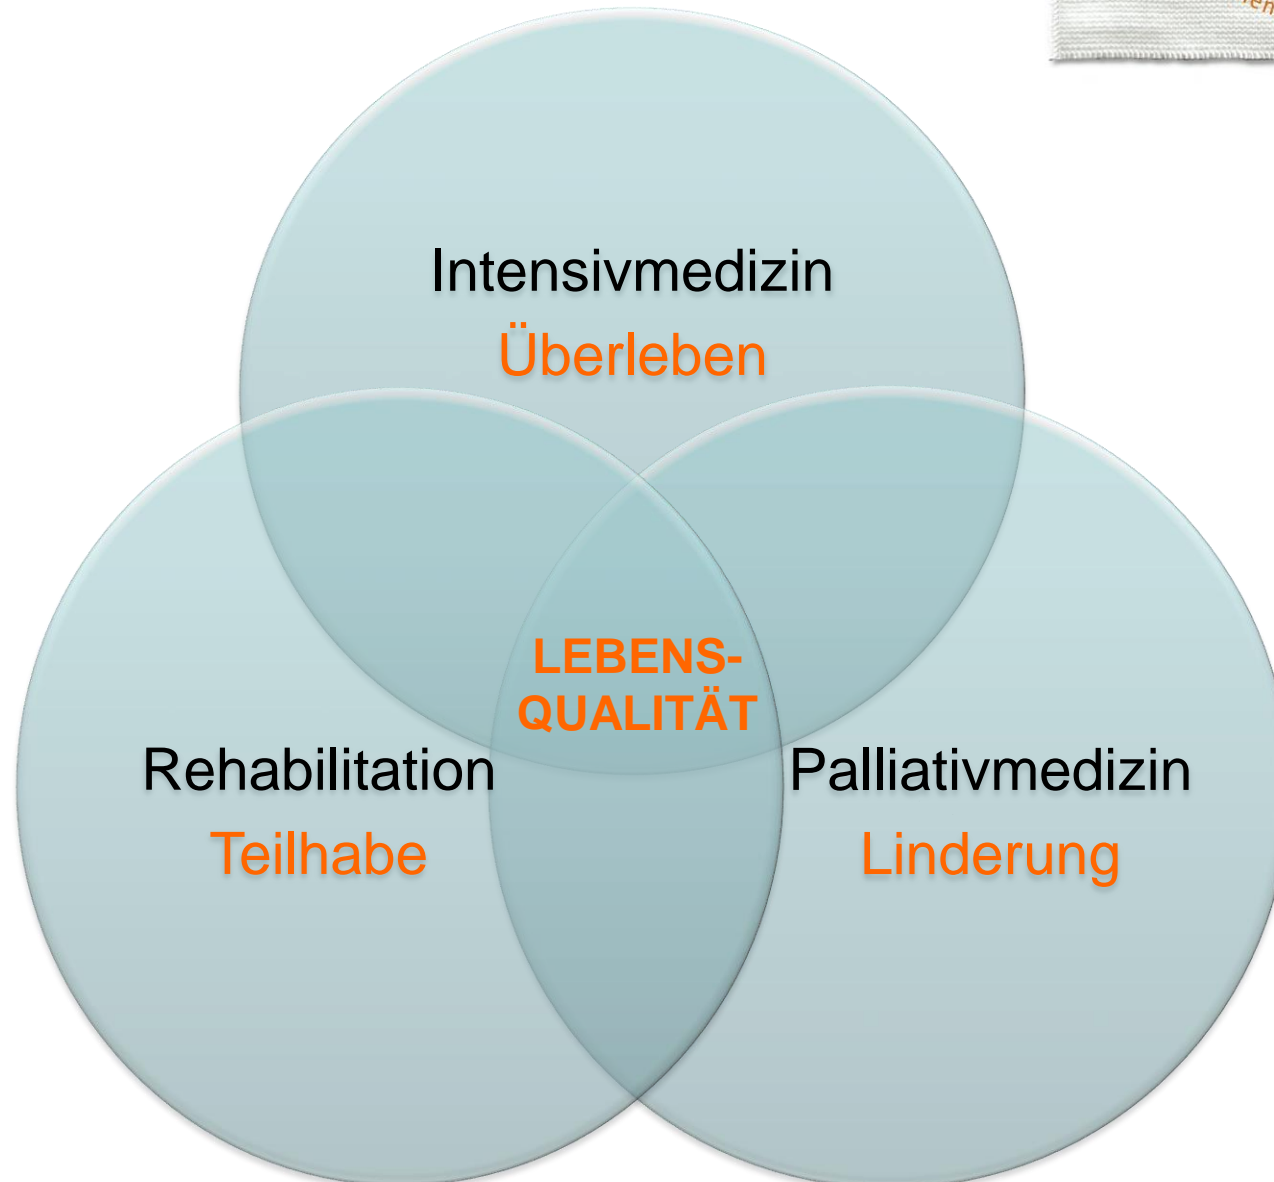 Intensivmedizin
Überleben
LEBENS-
QUALITÄT
Rehabilitation
Teilhabe
Palliativmedizin
Linderung